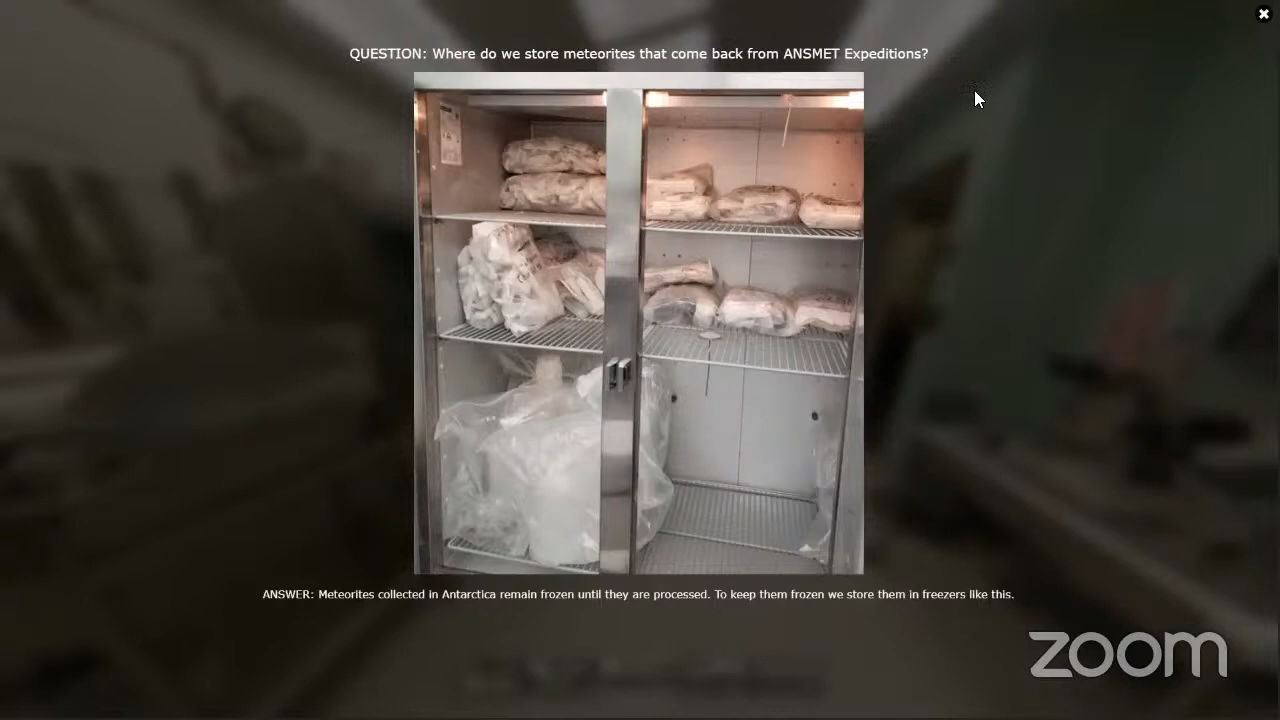 QUESTION: Where do we store meteorites that come back from ANSMET Expeditions?
ANSWER: Meteorites collected in Antarctica remain frozen until they are processed. To keep them frozen we store them in freezers like this.
zoom